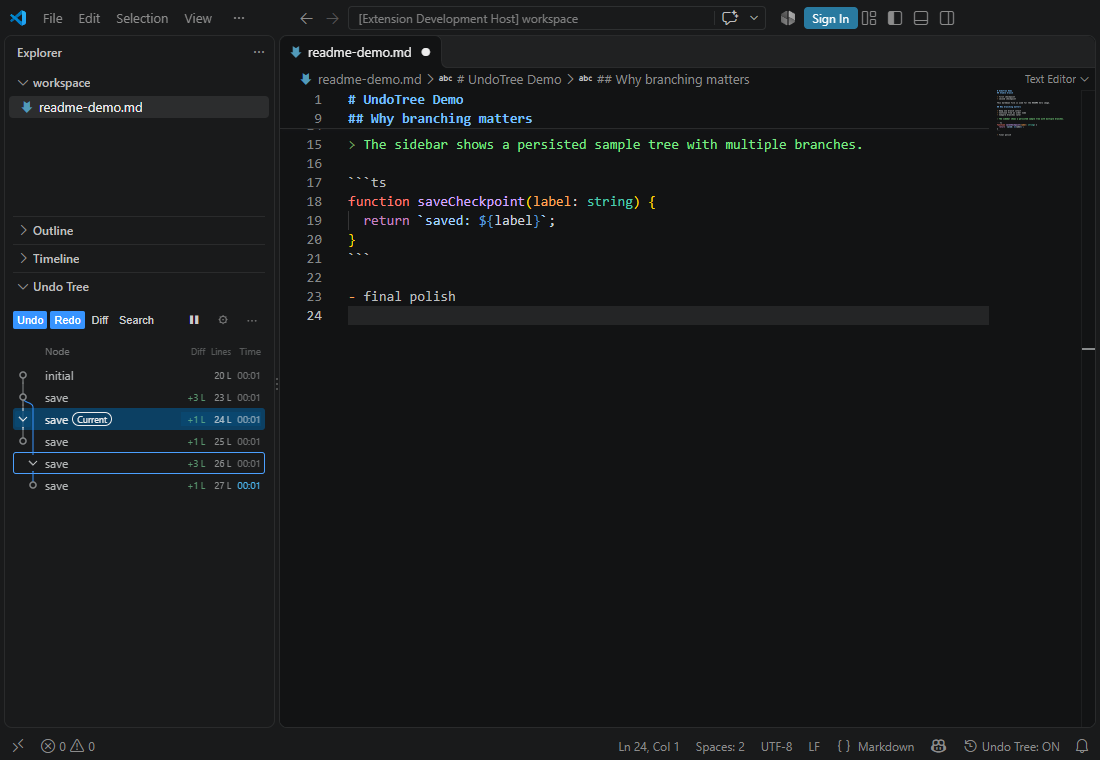 File Edit Selection View ··· [Extension Development Host] workspace Sign In
Explorer ···
workspace
readme-demo.md
Outline
Timeline
Undo Tree
Undo Redo Diff Search ···
Node Diff Lines Time
initial 20 L 00:01
save +3 L 23 L 00:01
save Current +1 L 24 L 00:01
save +1 L 25 L 00:01
save +3 L 26 L 00:01
save +1 L 27 L 00:01
readme-demo.md ●
readme-demo.md > abc # UndoTree Demo > abc ## Why branching matters Text Editor
1 # UndoTree Demo
9 ## Why branching matters
15 > The sidebar shows a persisted sample tree with multiple branches.
16
17 ```ts
18 function saveCheckpoint(label: string) {
19 return `saved: ${label}`;
20 }
21 ```
22
23 - final polish
24
0 0 Ln 24, Col 1 Spaces: 2 UTF-8 LF { } Markdown Undo Tree: ON